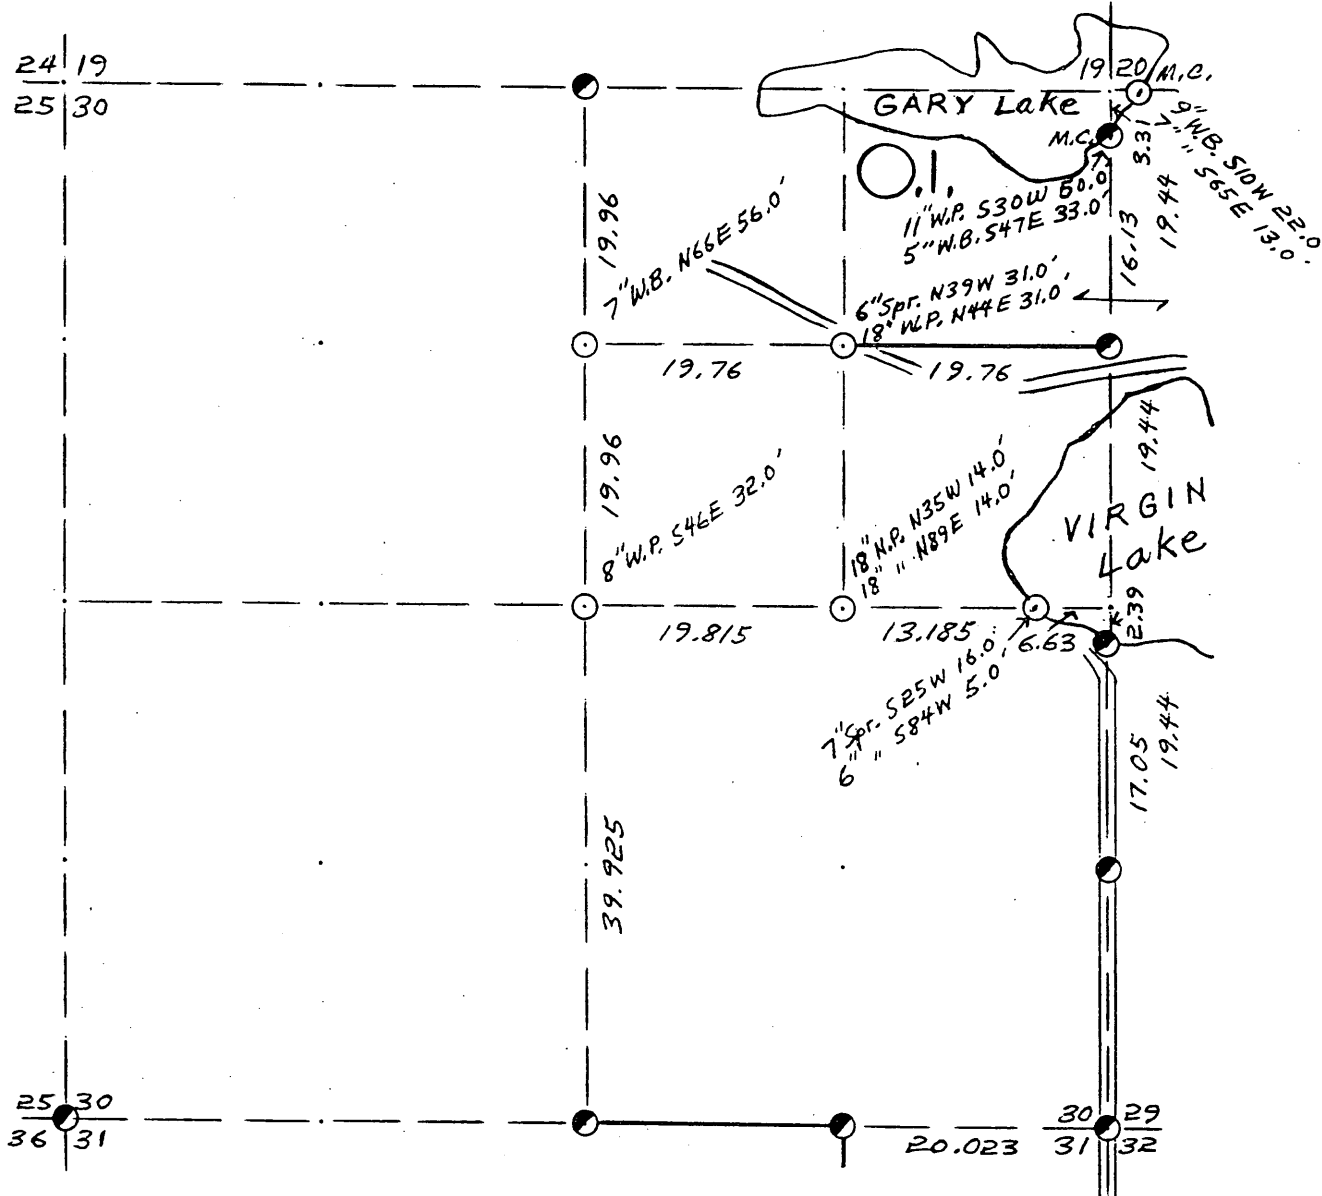 24 19
25 30
19 20 M.C.
GARY Lake
M.C.
9" W.B. S10W 22.0'
7" " S65E 13.0'
3.31
19.44
16.13
O.I.
11" W.P. S30W 50.0'
5" W.B. S47E 33.0'
19.96
7" W.B. N66E 56.0'
6" Spr. N39W 31.0'
18" W.P. N44E 31.0'
19.76
19.76
19.96
8" W.P. S46E 32.0'
18" N.P. N35W 14.0'
18" " N89E 14.0'
19.44
VIRGIN
Lake
2.39
19.815
13.185
6.63
7" Spr. S25W 16.0'
6" " S84W 5.0'
17.05
19.44
39.925
25 30
36 31
20.023
30 29
31 32